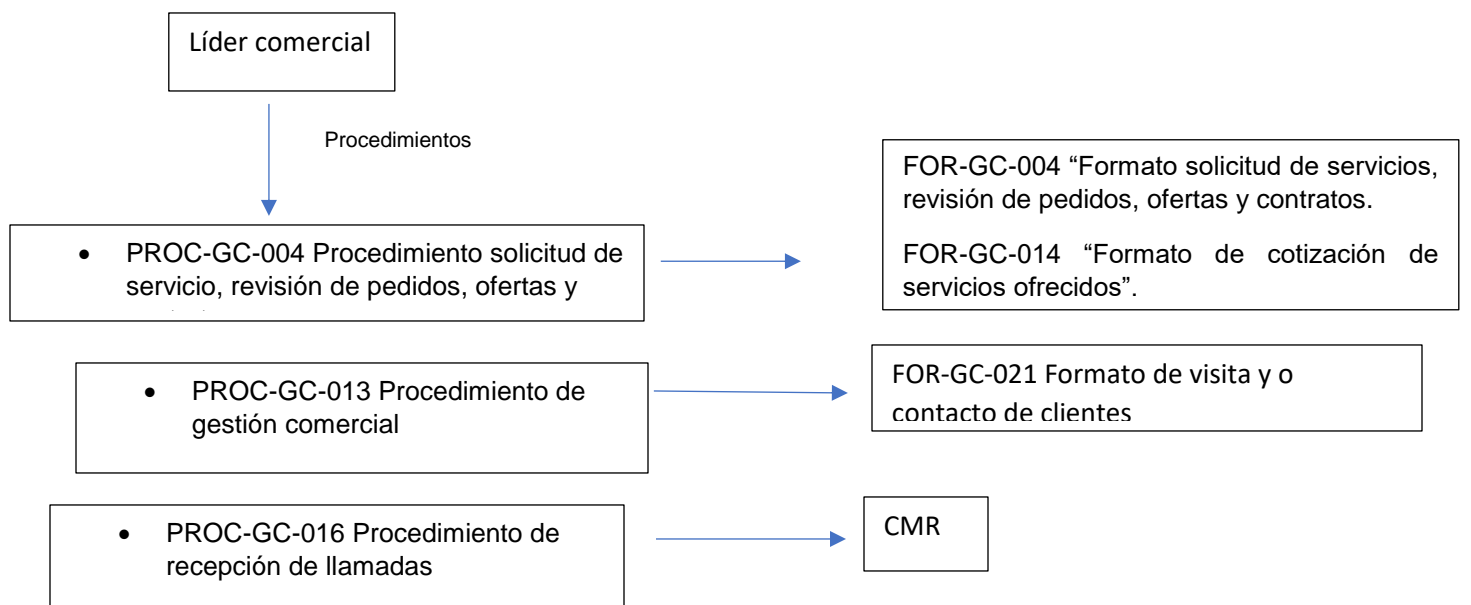 Líder comercial
Procedimientos
• PROC-GC-004 Procedimiento solicitud de
servicio, revisión de pedidos, ofertas y
FOR-GC-004 “Formato solicitud de servicios,
revisión de pedidos, ofertas y contratos.
FOR-GC-014 “Formato de cotización de
servicios ofrecidos”.
• PROC-GC-013 Procedimiento de
gestión comercial
FOR-GC-021 Formato de visita y o
contacto de clientes
• PROC-GC-016 Procedimiento de
recepción de llamadas
CMR